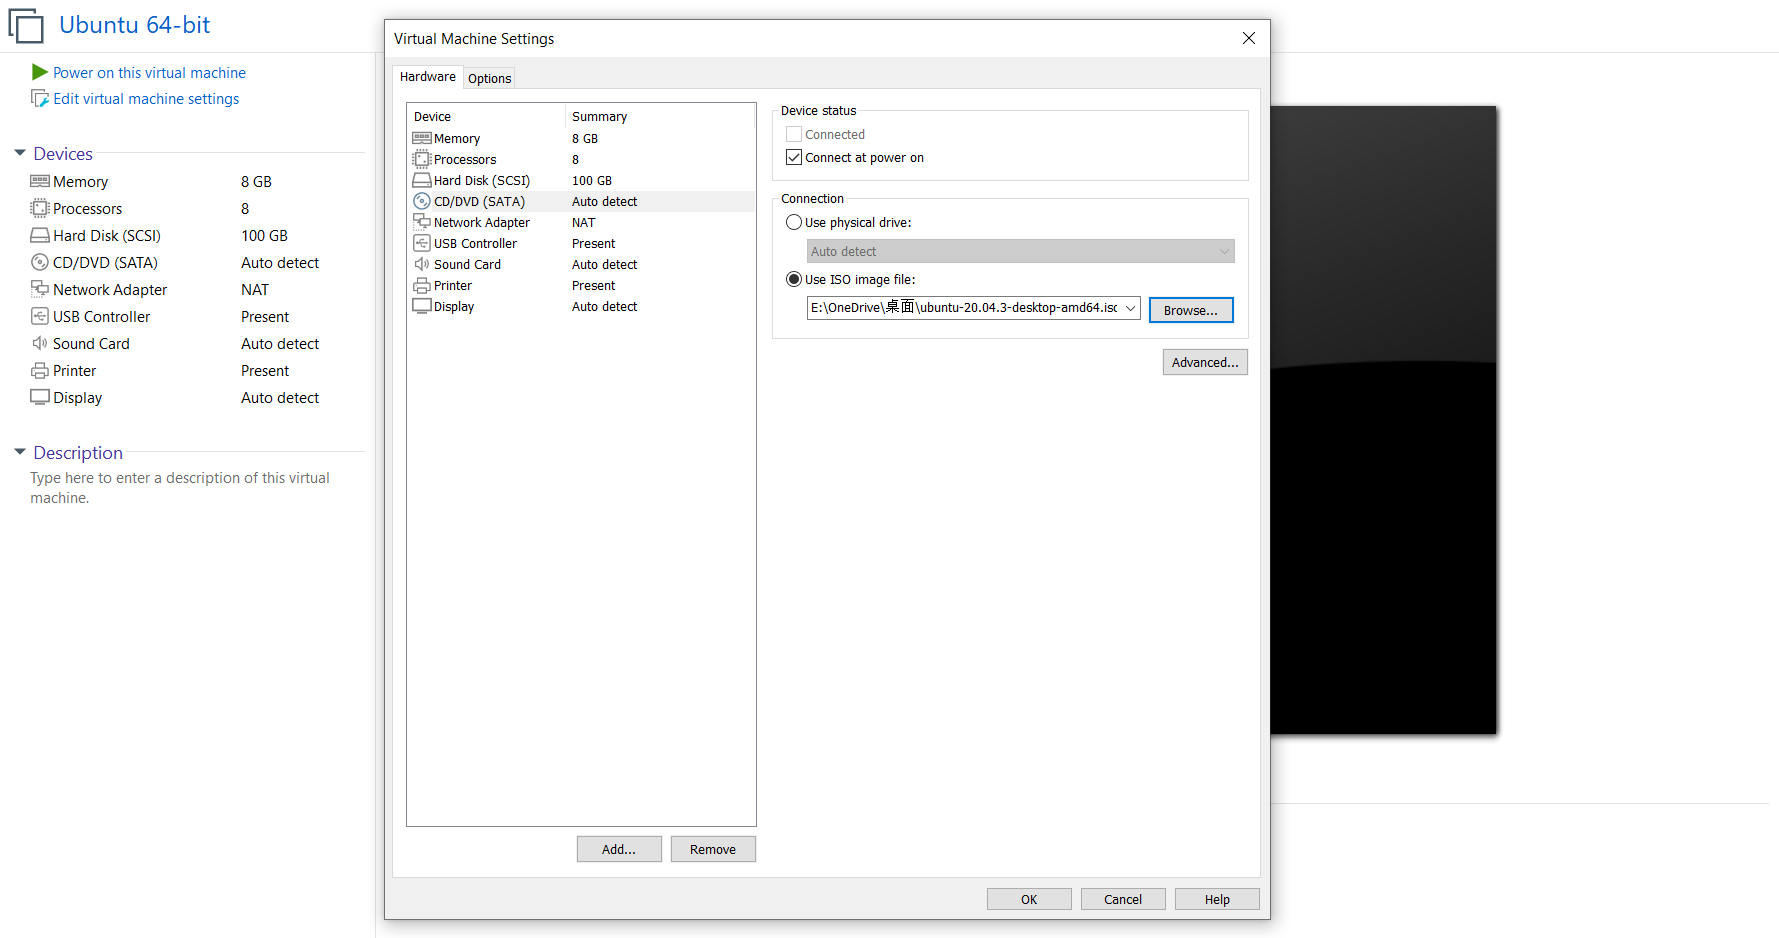 Ubuntu 64-bit
Power on this virtual machine
Edit virtual machine settings
Devices
Memory 8 GB
Processors 8
Hard Disk (SCSI) 100 GB
CD/DVD (SATA) Auto detect
Network Adapter NAT
USB Controller Present
Sound Card Auto detect
Printer Present
Display Auto detect
Description
Type here to enter a description of this virtual
machine.
Virtual Machine Settings
Hardware Options
Device Summary
Memory 8 GB
Processors 8
Hard Disk (SCSI) 100 GB
CD/DVD (SATA) Auto detect
Network Adapter NAT
USB Controller Present
Sound Card Auto detect
Printer Present
Display Auto detect
Add... Remove
Device status
Connected
Connect at power on
Connection
Use physical drive:
Auto detect
Use ISO image file:
E:\OneDrive\桌面\ubuntu-20.04.3-desktop-amd64.iso
Browse...
Advanced...
OK Cancel Help